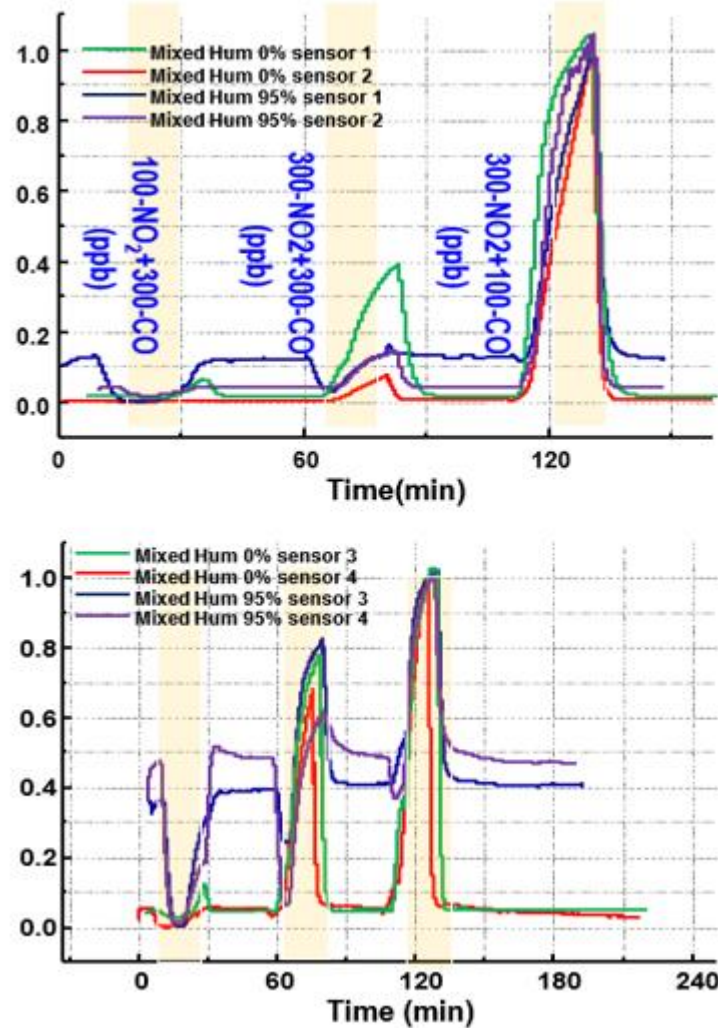 1.0
0.8
0.6
0.4
0.2
0.0
Mixed Hum 0% sensor 1
Mixed Hum 0% sensor 2
Mixed Hum 95% sensor 1
Mixed Hum 95% sensor 2
100-NO₂+300-CO
(ppb)
300-NO2+300-CO
(ppb)
300-NO2+100-CO
(ppb)
0 60 120
Time(min)
Mixed Hum 0% sensor 3
Mixed Hum 0% sensor 4
Mixed Hum 95% sensor 3
Mixed Hum 95% sensor 4
1.0
0.8
0.6
0.4
0.2
0.0
0 60 120 180 240
Time (min)